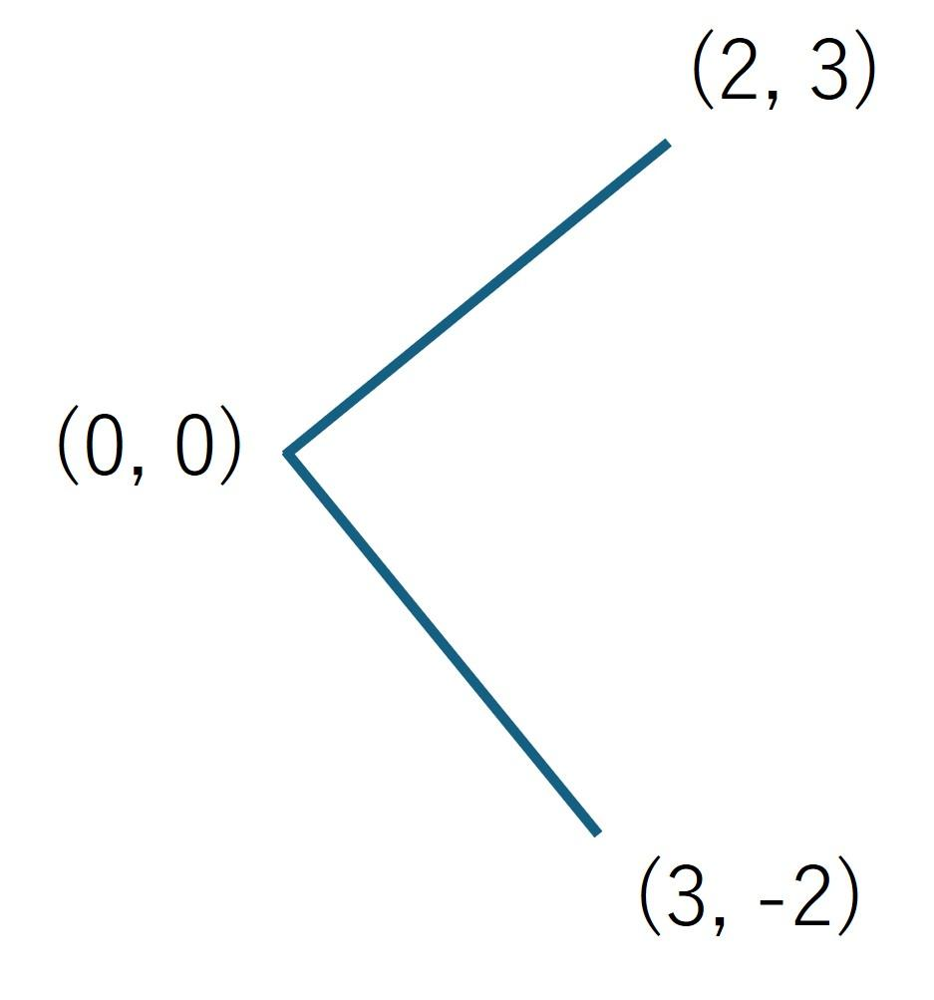 (2, 3)
(0, 0)
(3, -2)